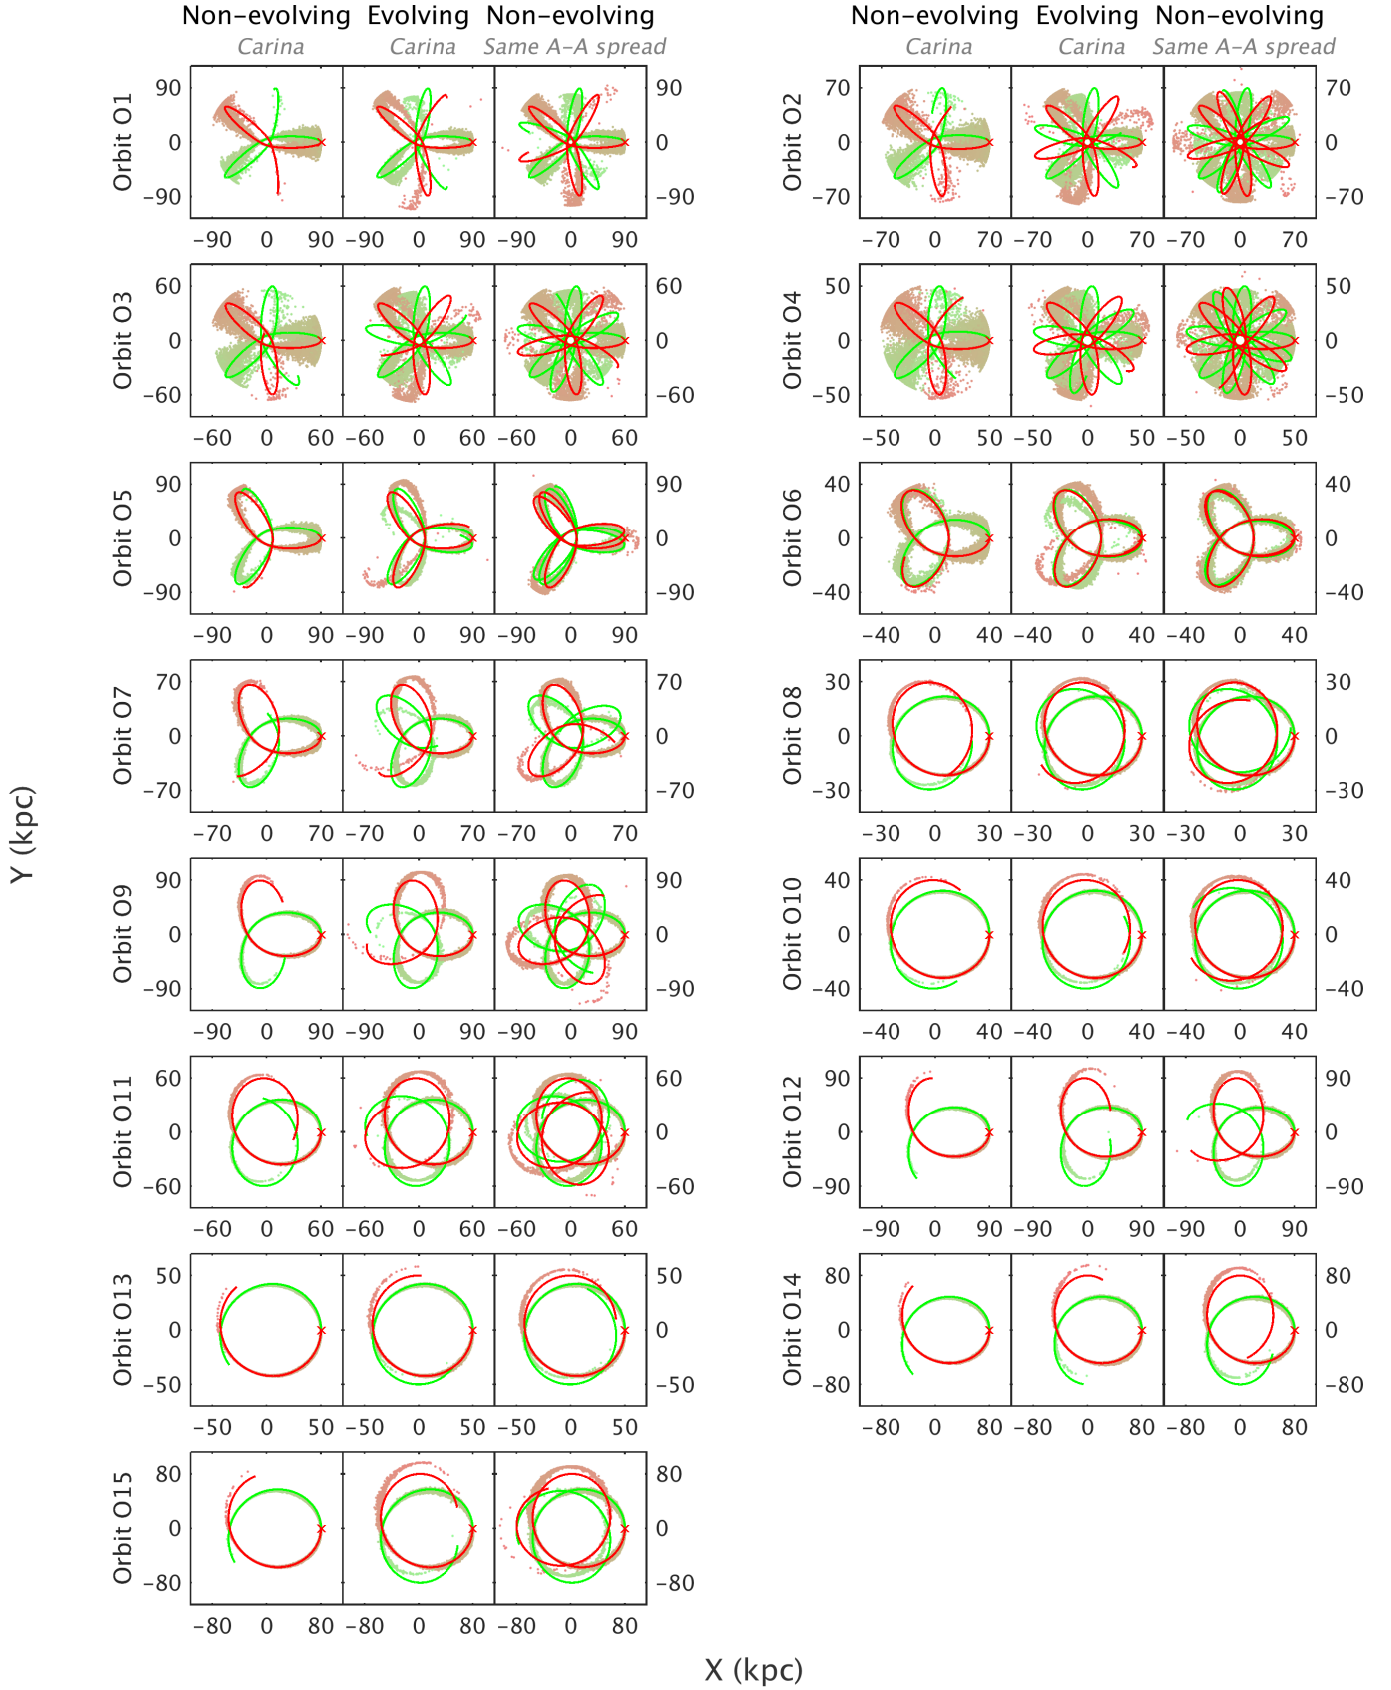 Non-evolving Evolving Non-evolving Non-evolving Evolving Non-evolving
Carina Carina Same A-A spread Carina Carina Same A-A spread
Orbit O1 90 0 -90 90 0 -90 Orbit O2 70 0 -70 70 0 -70
-90 0 90 -90 0 90 -90 0 90 -70 0 70 -70 0 70 -70 0 70
Orbit O3 60 0 -60 60 0 -60 Orbit O4 50 0 -50 50 0 -50
-60 0 60 -60 0 60 -60 0 60 -50 0 50 -50 0 50 -50 0 50
Orbit O5 90 0 -90 90 0 -90 Orbit O6 40 0 -40 40 0 -40
-90 0 90 -90 0 90 -90 0 90 -40 0 40 -40 0 40 -40 0 40
Orbit O7 70 0 -70 70 0 -70 Orbit O8 30 0 -30 30 0 -30
-70 0 70 -70 0 70 -70 0 70 -30 0 30 -30 0 30 -30 0 30
Y (kpc)
Orbit O9 90 0 -90 90 0 -90 Orbit O10 40 0 -40 40 0 -40
-90 0 90 -90 0 90 -90 0 90 -40 0 40 -40 0 40 -40 0 40
Orbit O11 60 0 -60 60 0 -60 Orbit O12 90 0 -90 90 0 -90
-60 0 60 -60 0 60 -60 0 60 -90 0 90 -90 0 90 -90 0 90
Orbit O13 50 0 -50 50 0 -50 Orbit O14 80 0 -80 80 0 -80
-50 0 50 -50 0 50 -50 0 50 -80 0 80 -80 0 80 -80 0 80
Orbit O15 80 0 -80 80 0 -80
-80 0 80 -80 0 80 -80 0 80
X (kpc)